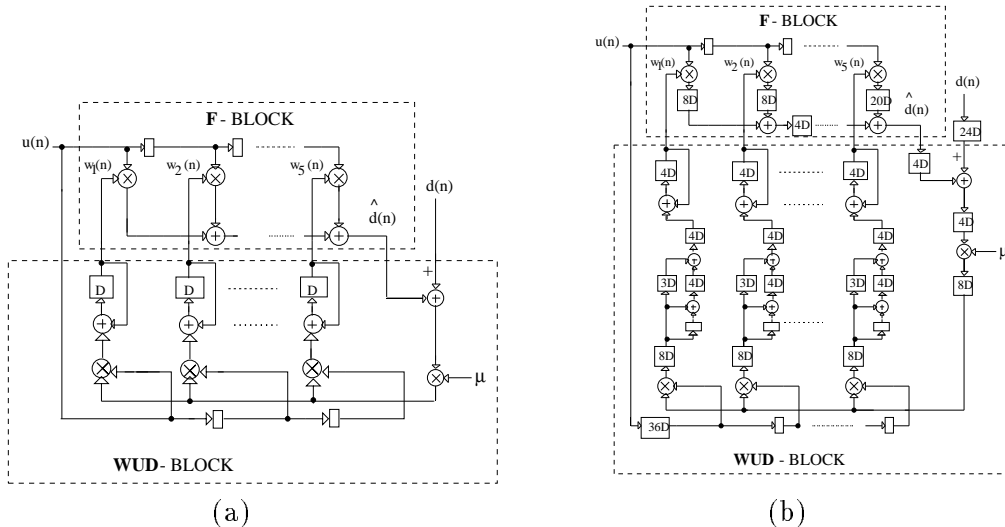 F - BLOCK
u(n)
w1(n)
w2(n)
w5(n)
^
d(n)
d(n)
+
D
D
D
µ
WUD - BLOCK
(a)
F - BLOCK
u(n)
w1(n)
w2(n)
w5(n)
8D
8D
20D
^
d(n)
d(n)
4D
24D
4D
+
4D
4D
4D
4D
4D
4D
4D
3D
4D
3D
4D
3D
4D
µ
8D
8D
8D
8D
36D
WUD - BLOCK
(b)